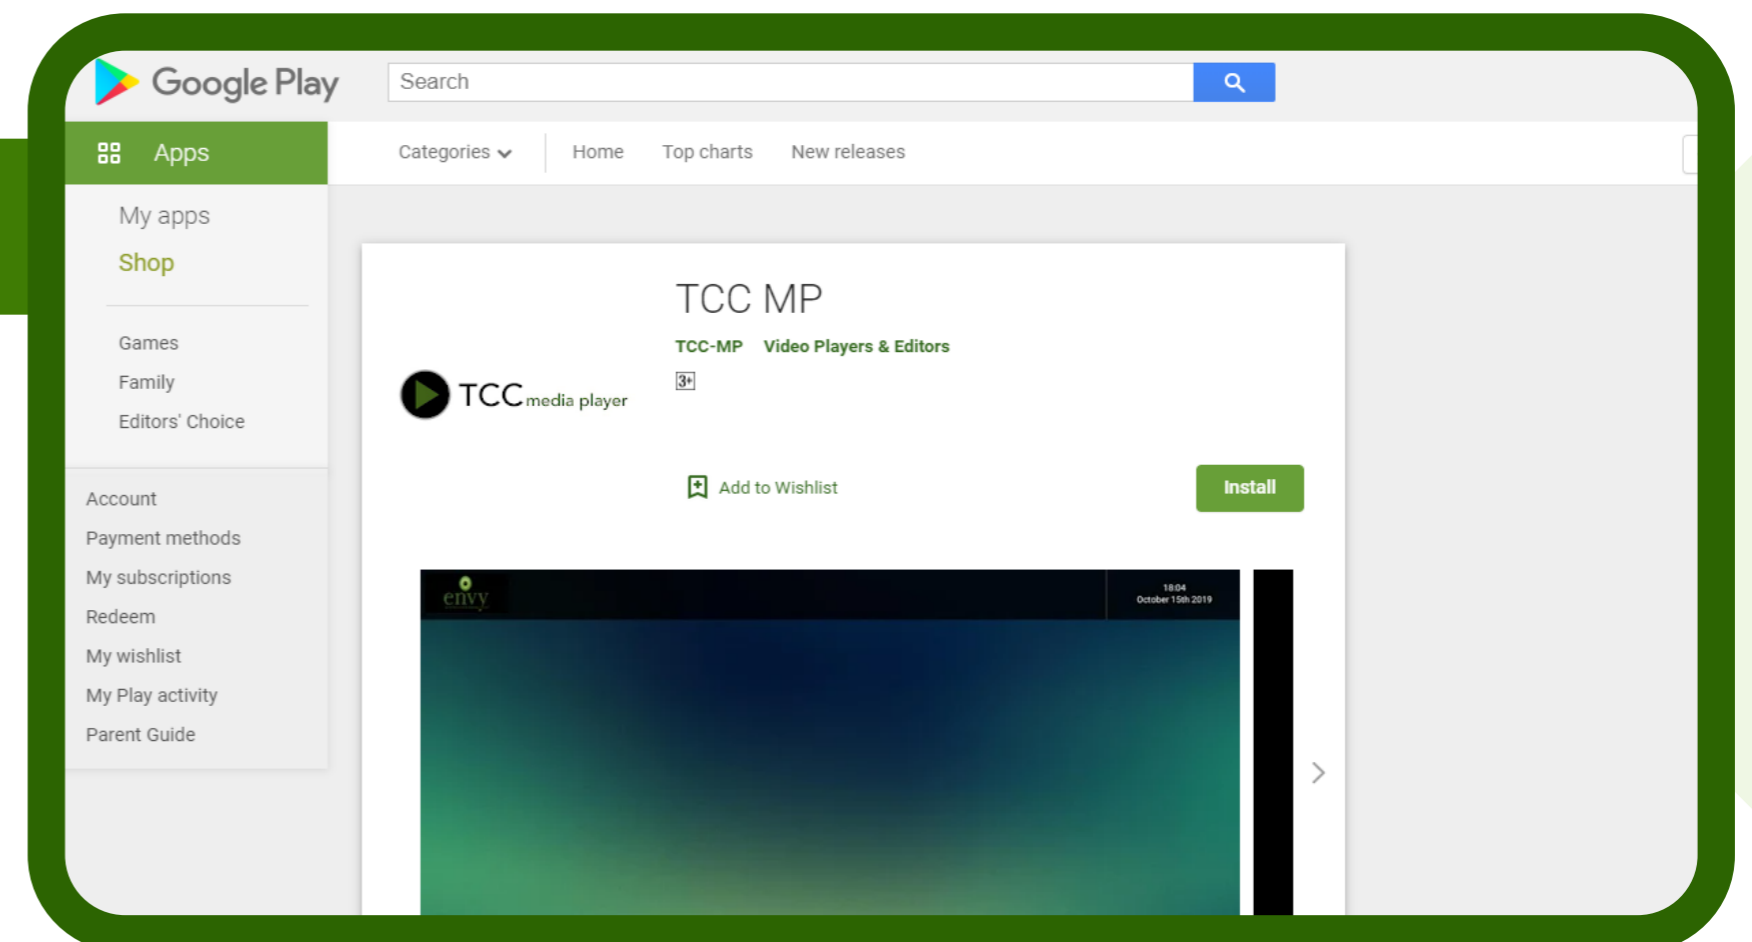 Google Play
Search
Apps
Categories
Home
Top charts
New releases
My apps
Shop
Games
Family
Editors' Choice
Account
Payment methods
My subscriptions
Redeem
My wishlist
My Play activity
Parent Guide
TCC media player
TCC MP
TCC-MP Video Players & Editors
3+
Add to Wishlist
Install
envy
18:04
October 15th 2019